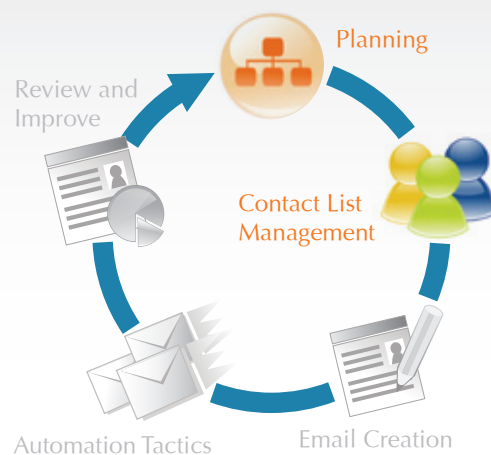 Planning
Review and
Improve
Contact List
Management
Email Creation
Automation Tactics